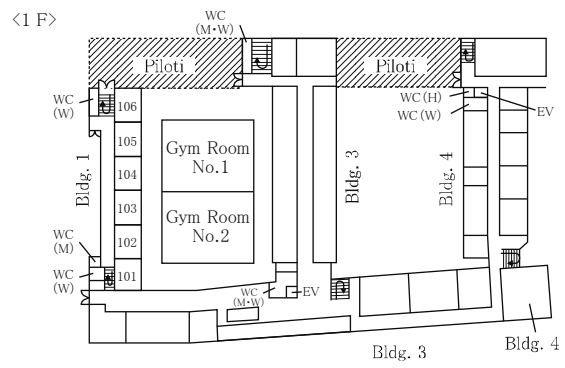 <1 F>
WC
(M･W)
Piloti
Piloti
WC
(W)
106
105
104
103
102
101
Bldg. 1
Gym Room
No.1
Gym Room
No.2
Bldg. 3
Bldg. 4
WC (H)
WC (W)
EV
WC
(M)
WC
(W)
WC
(M･W)
EV
Bldg. 3
Bldg. 4